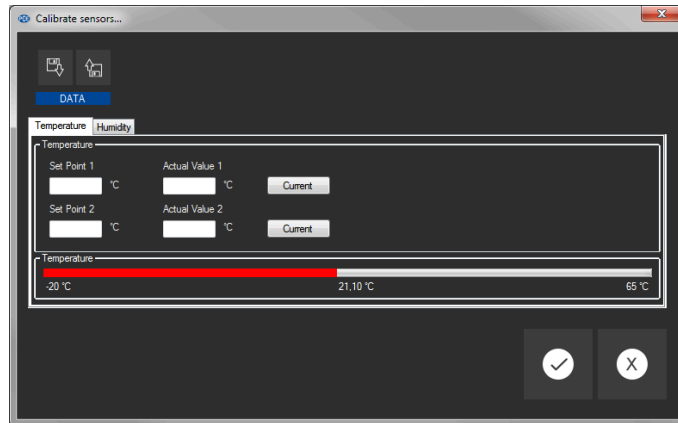 Calibrate sensors...
DATA
Temperature Humidity
Temperature
Set Point 1 Actual Value 1
°C °C Current
Set Point 2 Actual Value 2
°C °C Current
Temperature
-20 °C 21,10 °C 65 °C
X